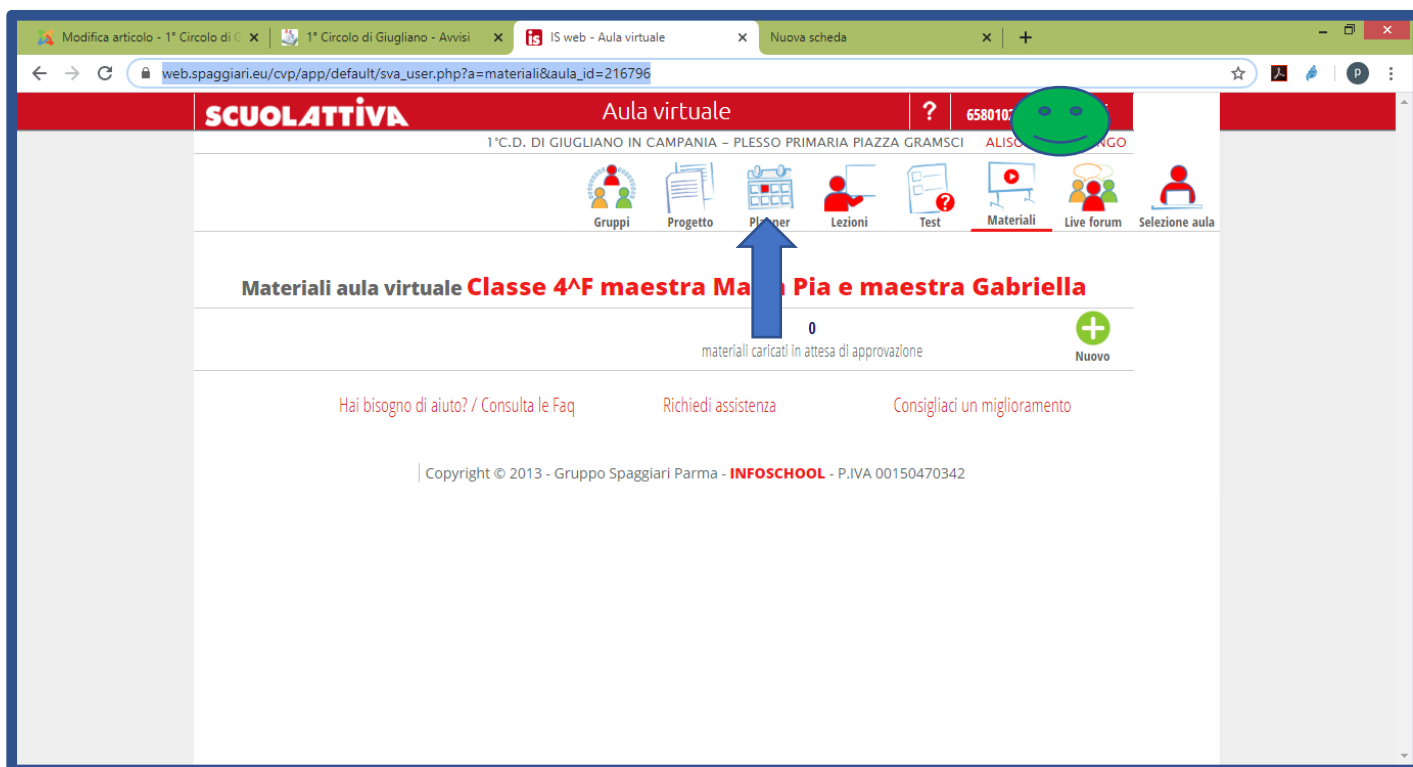 Modifica articolo - 1° Circolo di G
1° Circolo di Giugliano - Avvisi
is IS web - Aula virtuale
Nuova scheda
web.spaggiari.eu/cvp/app/default/sva_user.php?a=materiali&aula_id=216796
P
SCUOLATTIVA
Aula virtuale
?
1°C.D. DI GIUGLIANO IN CAMPANIA – PLESSO PRIMARIA PIAZZA GRAMSCI
Gruppi
Progetto
Lezioni
Test
Materiali
Live forum
Selezione aula
Materiali aula virtuale Classe 4^F maestra Pia e maestra Gabriella
0
materiali caricati in attesa di approvazione
Nuovo
Hai bisogno di aiuto? / Consulta le Faq
Richiedi assistenza
Consigliaci un miglioramento
Copyright © 2013 - Gruppo Spaggiari Parma - INFOSCHOOL - P.IVA 00150470342